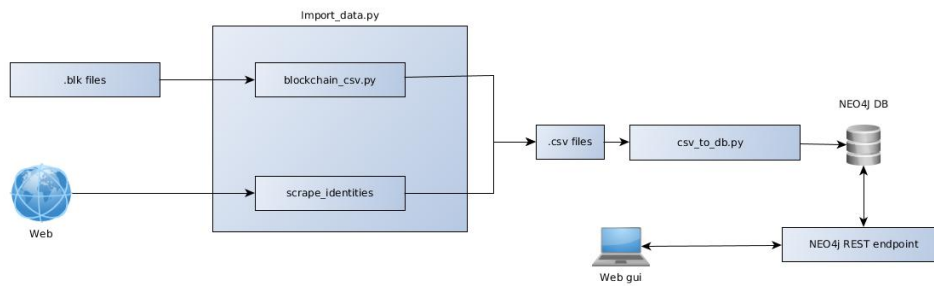 Import_data.py
.blk files
blockchain_csv.py
NEO4J DB
.csv files
csv_to_db.py
scrape_identities
Web
NEO4j REST endpoint
Web gui